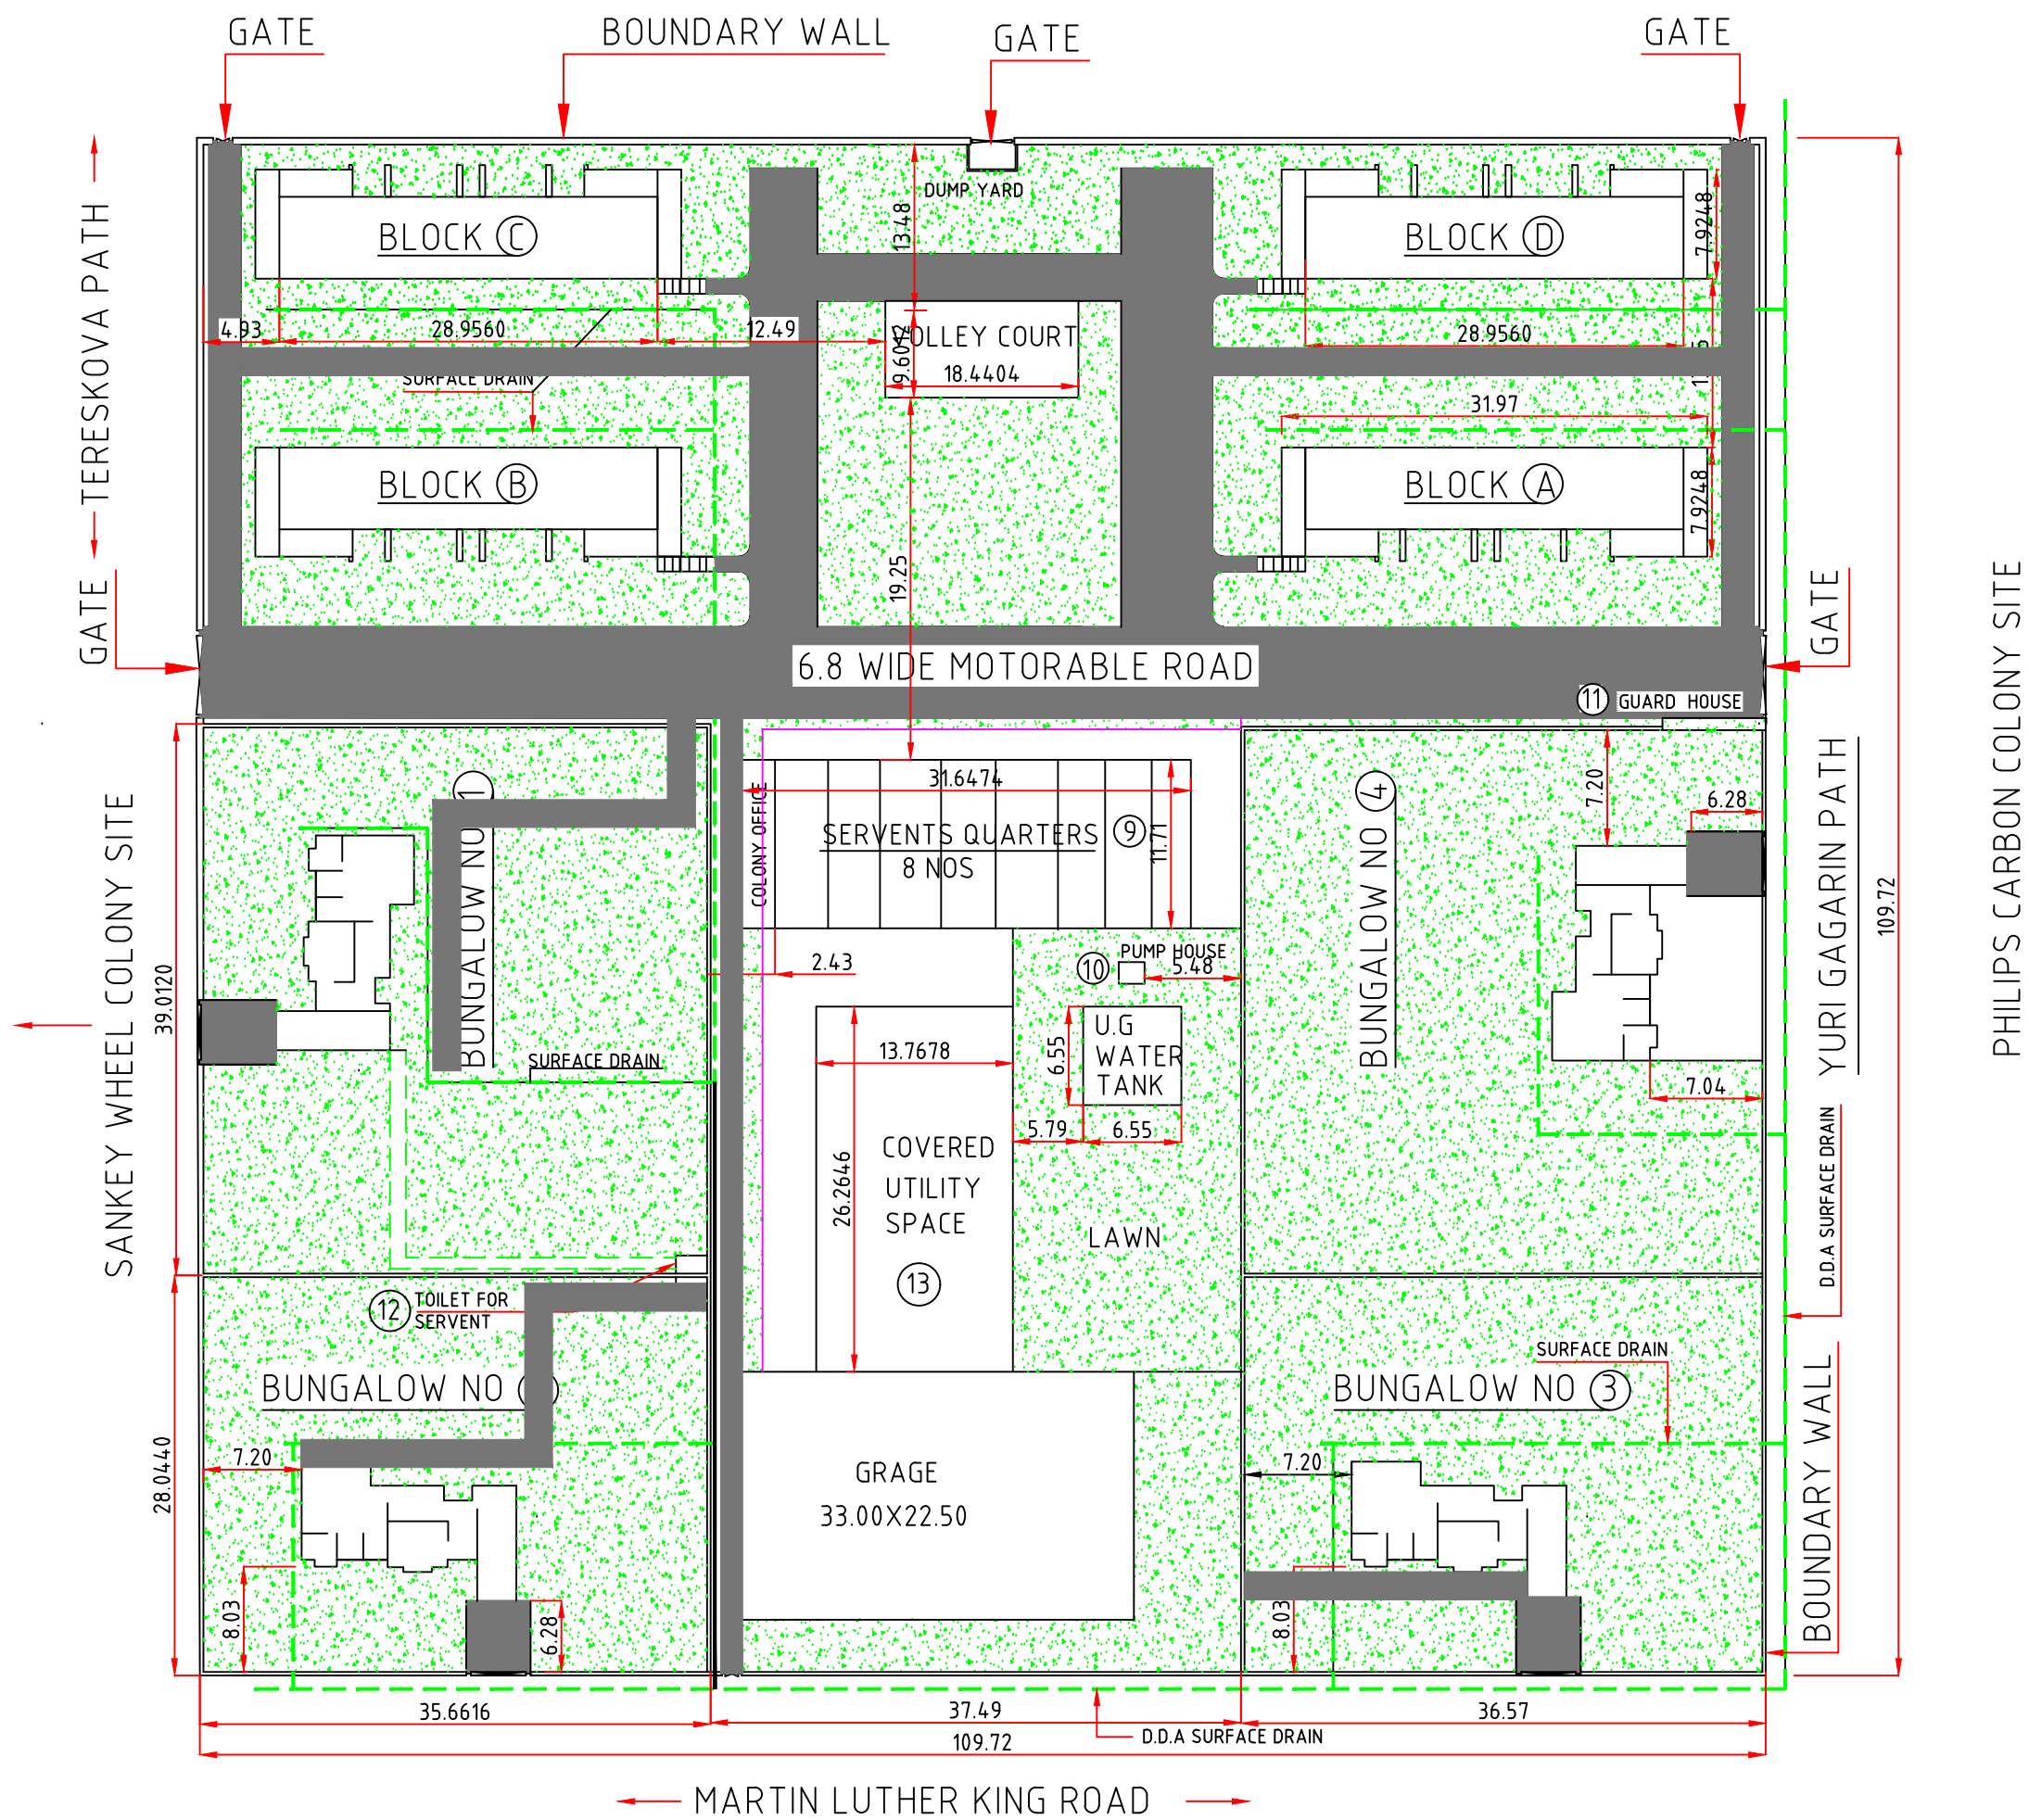 GATE
BOUNDARY WALL
GATE
GATE
DUMP YARD
13.48
BLOCK C
BLOCK D
7.9248
TERESKOVA PATH
4.93
28.9560
12.49
VOLLEY COURT
9.6012
18.4404
28.9560
SURFACE DRAIN
31.97
BLOCK B
BLOCK A
7.9248
19.25
GATE
6.8 WIDE MOTORABLE ROAD
GATE
11 GUARD HOUSE
PHILIPS CARBON COLONY SITE
SANKEY WHEEL COLONY SITE
39.0120
BUNGALOW NO 1
COLONY OFFICE
31.6474
SERVENTS QUARTERS 9
8 NOS
11.71
BUNGALOW NO 4
7.20
6.28
YURI GAGARIN PATH
109.72
2.43
10 PUMP HOUSE
5.48
U.G
WATER
TANK
6.55
13.7678
SURFACE DRAIN
7.04
5.79
6.55
26.2646
COVERED
UTILITY
SPACE
13
LAWN
D.D.A SURFACE DRAIN
12 TOILET FOR
SERVENT
SURFACE DRAIN
BUNGALOW NO
BUNGALOW NO 3
BOUNDARY WALL
28.0440
7.20
7.20
GRAGE
33.00X22.50
8.03
6.28
8.03
35.6616
37.49
36.57
D.D.A SURFACE DRAIN
109.72
MARTIN LUTHER KING ROAD